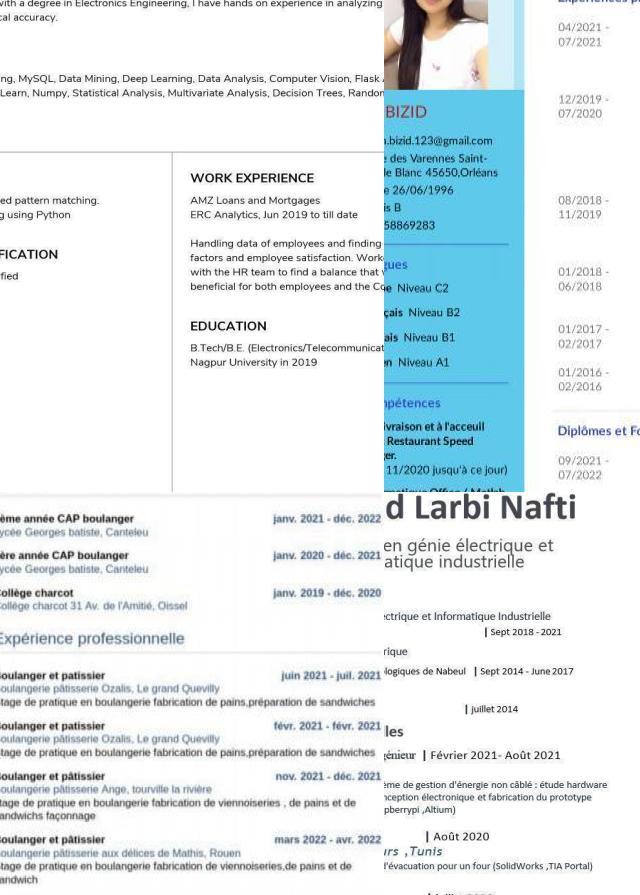 with a degree in Electronics Engineering, I have hands on experience in analyzing
cal accuracy.
ng, MySQL, Data Mining, Deep Learning, Data Analysis, Computer Vision, Flask
Learn, Numpy, Statistical Analysis, Multivariate Analysis, Decision Trees, Random
ed pattern matching.
g using Python
FICATION
fied
WORK EXPERIENCE
AMZ Loans and Mortgages
ERC Analytics, Jun 2019 to till date
Handling data of employees and finding
factors and employee satisfaction. Work
with the HR team to find a balance that
beneficial for both employees and the Co
EDUCATION
B.Tech/B.E. (Electronics/Telecommunicat
Nagpur University in 2019
BIZID
.bizid.123@gmail.com
e des Varennes Saint-
le Blanc 45650,Orléans
e 26/06/1996
is B
58869283
gues
e Niveau C2
çais Niveau B2
ais Niveau B1
n Niveau A1
pétences
ivraison et à l'acceuil
Restaurant Speed
ger.
11/2020 jusqu'à ce jour)
04/2021 -
07/2021
12/2019 -
07/2020
08/2018 -
11/2019
01/2018 -
06/2018
01/2017 -
02/2017
01/2016 -
02/2016
Diplômes et Fo
09/2021 -
07/2022
ème année CAP boulanger janv. 2021 - déc. 2022
ycée Georges batiste, Canteleu
ère année CAP boulanger janv. 2020 - déc. 2021
ycée Georges batiste, Canteleu
Collège charcot janv. 2019 - déc. 2020
Collège charcot 31 Av. de l'Amitié, Oissel
Expérience professionnelle
Boulanger et patissier juin 2021 - juil. 2021
oulangerie pâtisserie Ozalis, Le grand Quevilly
tage de pratique en boulangerie fabrication de pains,préparation de sandwiches
Boulanger et patissier févr. 2021 - févr. 2021
oulangerie pâtisserie Ozalis, Le grand Quevilly
tage de pratique en boulangerie fabrication de pains,préparation de sandwiches
Boulanger et pâtissier nov. 2021 - déc. 2021
oulangerie pâtisserie Ange, tourville la rivière
tage de pratique en boulangerie fabrication de viennoiseries , de pains et de
andwichs façonnage
Boulanger et pâtissier mars 2022 - avr. 2022
oulangerie pâtisserie aux délices de Mathis, Rouen
tage de pratique en boulangerie fabrication de viennoiseries,de pains et de
andwich
d Larbi Nafti
en génie électrique et
atique industrielle
ectrique et Informatique Industrielle
| Sept 2018 - 2021
rique
logiques de Nabeul | Sept 2014 - June 2017
| juillet 2014
les
génieur | Février 2021- Août 2021
ème de gestion d'énergie non câblé : étude hardware
nception électronique et fabrication du prototype
pberrypi ,Altium)
| Août 2020
urs ,Tunis
l'évacuation pour un four (SolidWorks ,TIA Portal)